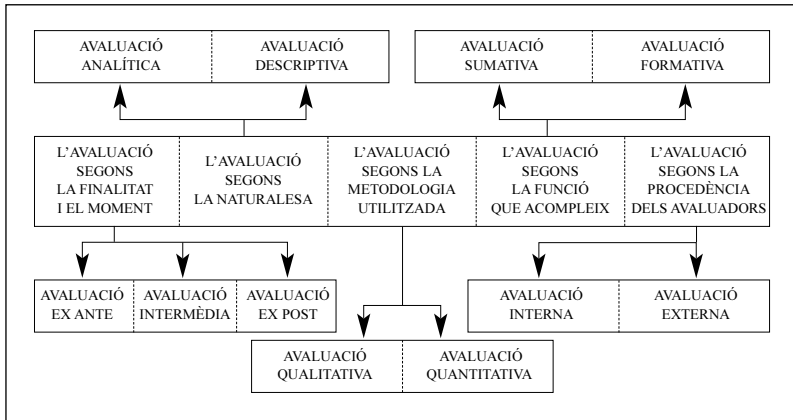 AVALUACIÓ
ANALÍTICA
AVALUACIÓ
DESCRIPTIVA
AVALUACIÓ
SUMATIVA
AVALUACIÓ
FORMATIVA
L’AVALUACIÓ
SEGONS
LA FINALITAT
I EL MOMENT
L’AVALUACIÓ
SEGONS
LA NATURALESA
L’AVALUACIÓ
SEGONS LA
METODOLOGIA
UTILITZADA
L’AVALUACIÓ
SEGONS
LA FUNCIÓ
QUE ACOMPLEIX
L’AVALUACIÓ
SEGONS LA
PROCEDÈNCIA
DELS AVALUADORS
AVALUACIÓ
EX ANTE
AVALUACIÓ
INTERMÈDIA
AVALUACIÓ
EX POST
AVALUACIÓ
INTERNA
AVALUACIÓ
EXTERNA
AVALUACIÓ
QUALITATIVA
AVALUACIÓ
QUANTITATIVA